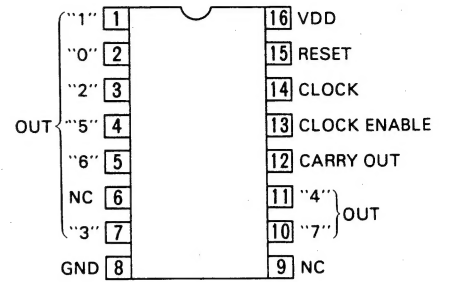 "1" 1 16 VDD
"0" 2 15 RESET
"2" 3 14 CLOCK
OUT "5" 4 13 CLOCK ENABLE
"6" 5 12 CARRY OUT
NC 6 11 "4"
OUT
"3" 7 10 "7"
GND 8 9 NC